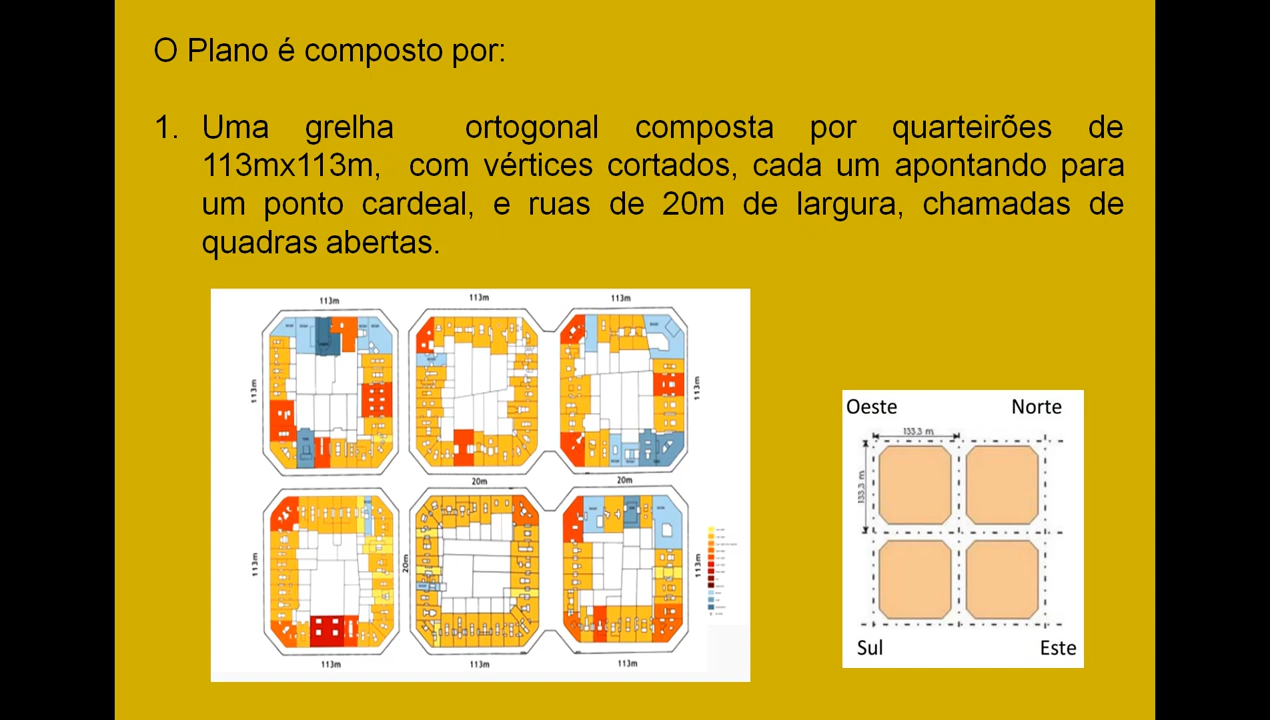 O Plano é composto por:
1. Uma grelha ortogonal composta por quarteirões de
113mx113m, com vértices cortados, cada um apontando para
um ponto cardeal, e ruas de 20m de largura, chamadas de
quadras abertas.
113m 113m 113m
113m 113m
20m 20m
113m 20m 113m
113m 113m 113m
Oeste Norte
133,3 m.
133,3 m
Sul Este